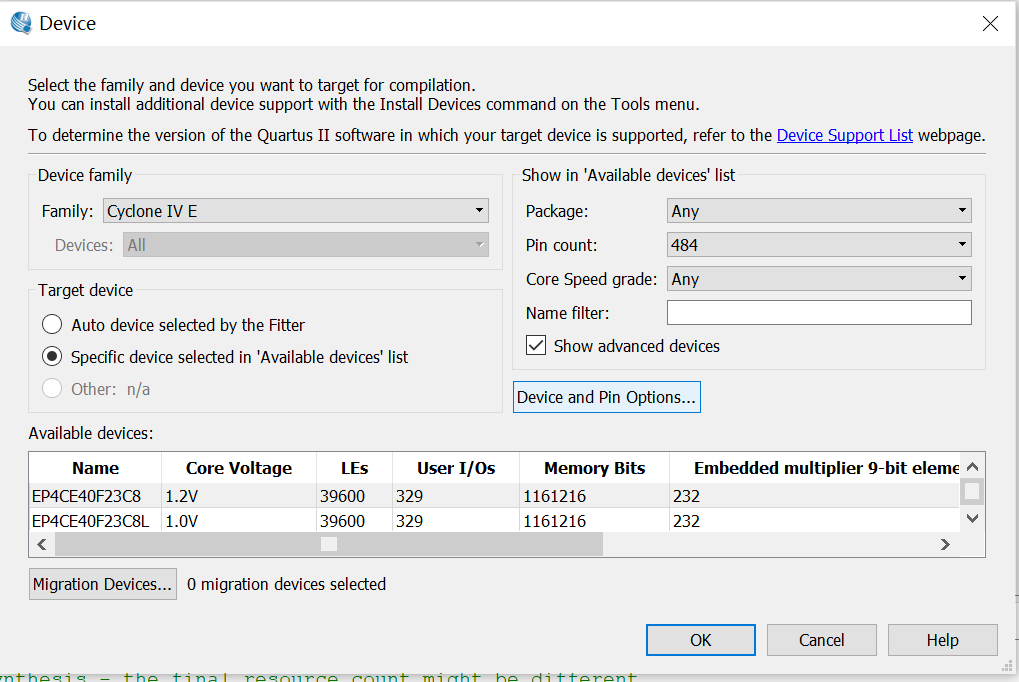 Device
Select the family and device you want to target for compilation.
You can install additional device support with the Install Devices command on the Tools menu.
To determine the version of the Quartus II software in which your target device is supported, refer to the Device Support List webpage.
Device family
Family: Cyclone IV E
Devices: All
Target device
Auto device selected by the Fitter
Specific device selected in 'Available devices' list
Other: n/a
Show in 'Available devices' list
Package: Any
Pin count: 484
Core Speed grade: Any
Name filter:
Show advanced devices
Device and Pin Options...
Available devices:
Name Core Voltage LEs User I/Os Memory Bits Embedded multiplier 9-bit eleme
EP4CE40F23C8 1.2V 39600 329 1161216 232
EP4CE40F23C8L 1.0V 39600 329 1161216 232
Migration Devices... 0 migration devices selected
OK Cancel Help
nthesis - the final resource count might be different